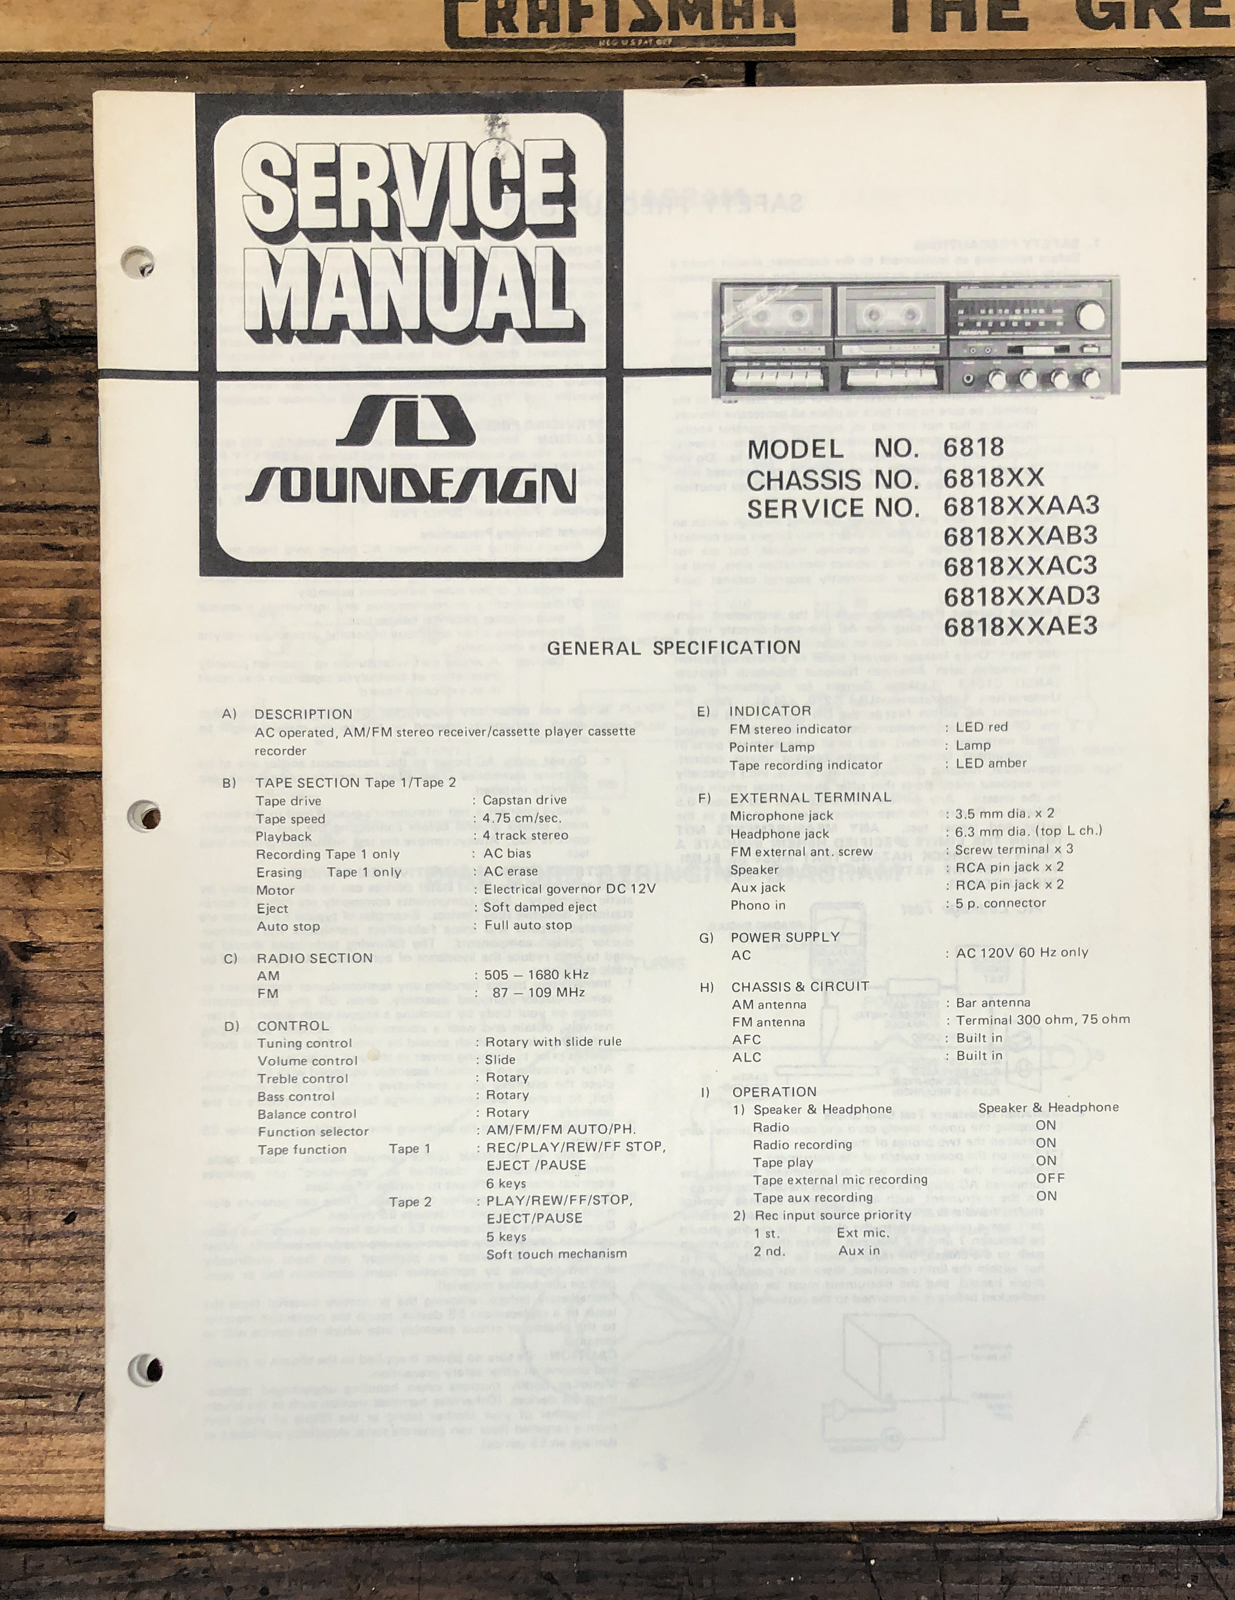 CRAFTSMAN THE GRE
REG U.S PAT OFF
SERVICE
MANUAL
SD
SOUNDESIGN
MODEL NO. 6818
CHASSIS NO. 6818XX
SERVICE NO. 6818XXAA3
6818XXAB3
6818XXAC3
6818XXAD3
6818XXAE3
GENERAL SPECIFICATION
A) DESCRIPTION
AC operated, AM/FM stereo receiver/cassette player cassette
recorder
B) TAPE SECTION Tape 1/Tape 2
Tape drive : Capstan drive
Tape speed : 4.75 cm/sec.
Playback : 4 track stereo
Recording Tape 1 only : AC bias
Erasing Tape 1 only : AC erase
Motor : Electrical governor DC 12V
Eject : Soft damped eject
Auto stop : Full auto stop
C) RADIO SECTION
AM : 505 – 1680 kHz
FM : 87 – 109 MHz
D) CONTROL
Tuning control : Rotary with slide rule
Volume control : Slide
Treble control : Rotary
Bass control : Rotary
Balance control : Rotary
Function selector : AM/FM/FM AUTO/PH.
Tape function Tape 1 : REC/PLAY/REW/FF STOP,
EJECT /PAUSE
6 keys
Tape 2 : PLAY/REW/FF/STOP,
EJECT/PAUSE
5 keys
Soft touch mechanism
E) INDICATOR
FM stereo indicator : LED red
Pointer Lamp : Lamp
Tape recording indicator : LED amber
F) EXTERNAL TERMINAL
Microphone jack : 3.5 mm dia. x 2
Headphone jack : 6.3 mm dia. (top L ch.)
FM external ant. screw : Screw terminal x 3
Speaker : RCA pin jack x 2
Aux jack : RCA pin jack x 2
Phono in : 5 p. connector
G) POWER SUPPLY
AC : AC 120V 60 Hz only
H) CHASSIS & CIRCUIT
AM antenna : Bar antenna
FM antenna : Terminal 300 ohm, 75 ohm
AFC : Built in
ALC : Built in
I) OPERATION
1) Speaker & Headphone Speaker & Headphone
Radio ON
Radio recording ON
Tape play ON
Tape external mic recording OFF
Tape aux recording ON
2) Rec input source priority
1 st. Ext mic.
2 nd. Aux in